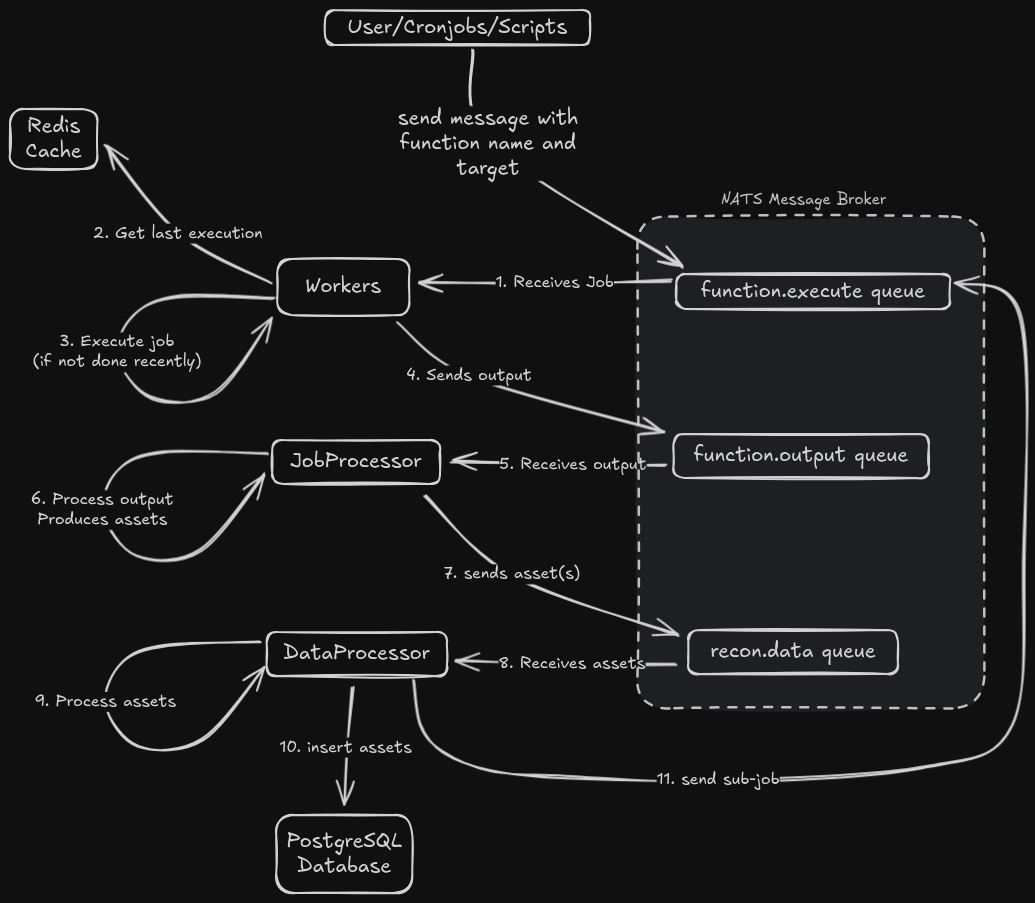 User/Cronjobs/Scripts
send message with
function name and
target
Redis
Cache
NATS Message Broker
2. Get last execution
Workers
1. Receives Job
function.execute queue
3. Execute job
(if not done recently)
4. Sends output
JobProcessor
5. Receives output
function.output queue
6. Process output
Produces assets
7. sends asset(s)
DataProcessor
8. Receives assets
recon.data queue
9. Process assets
10. insert assets
11. send sub-job
PostgreSQL
Database